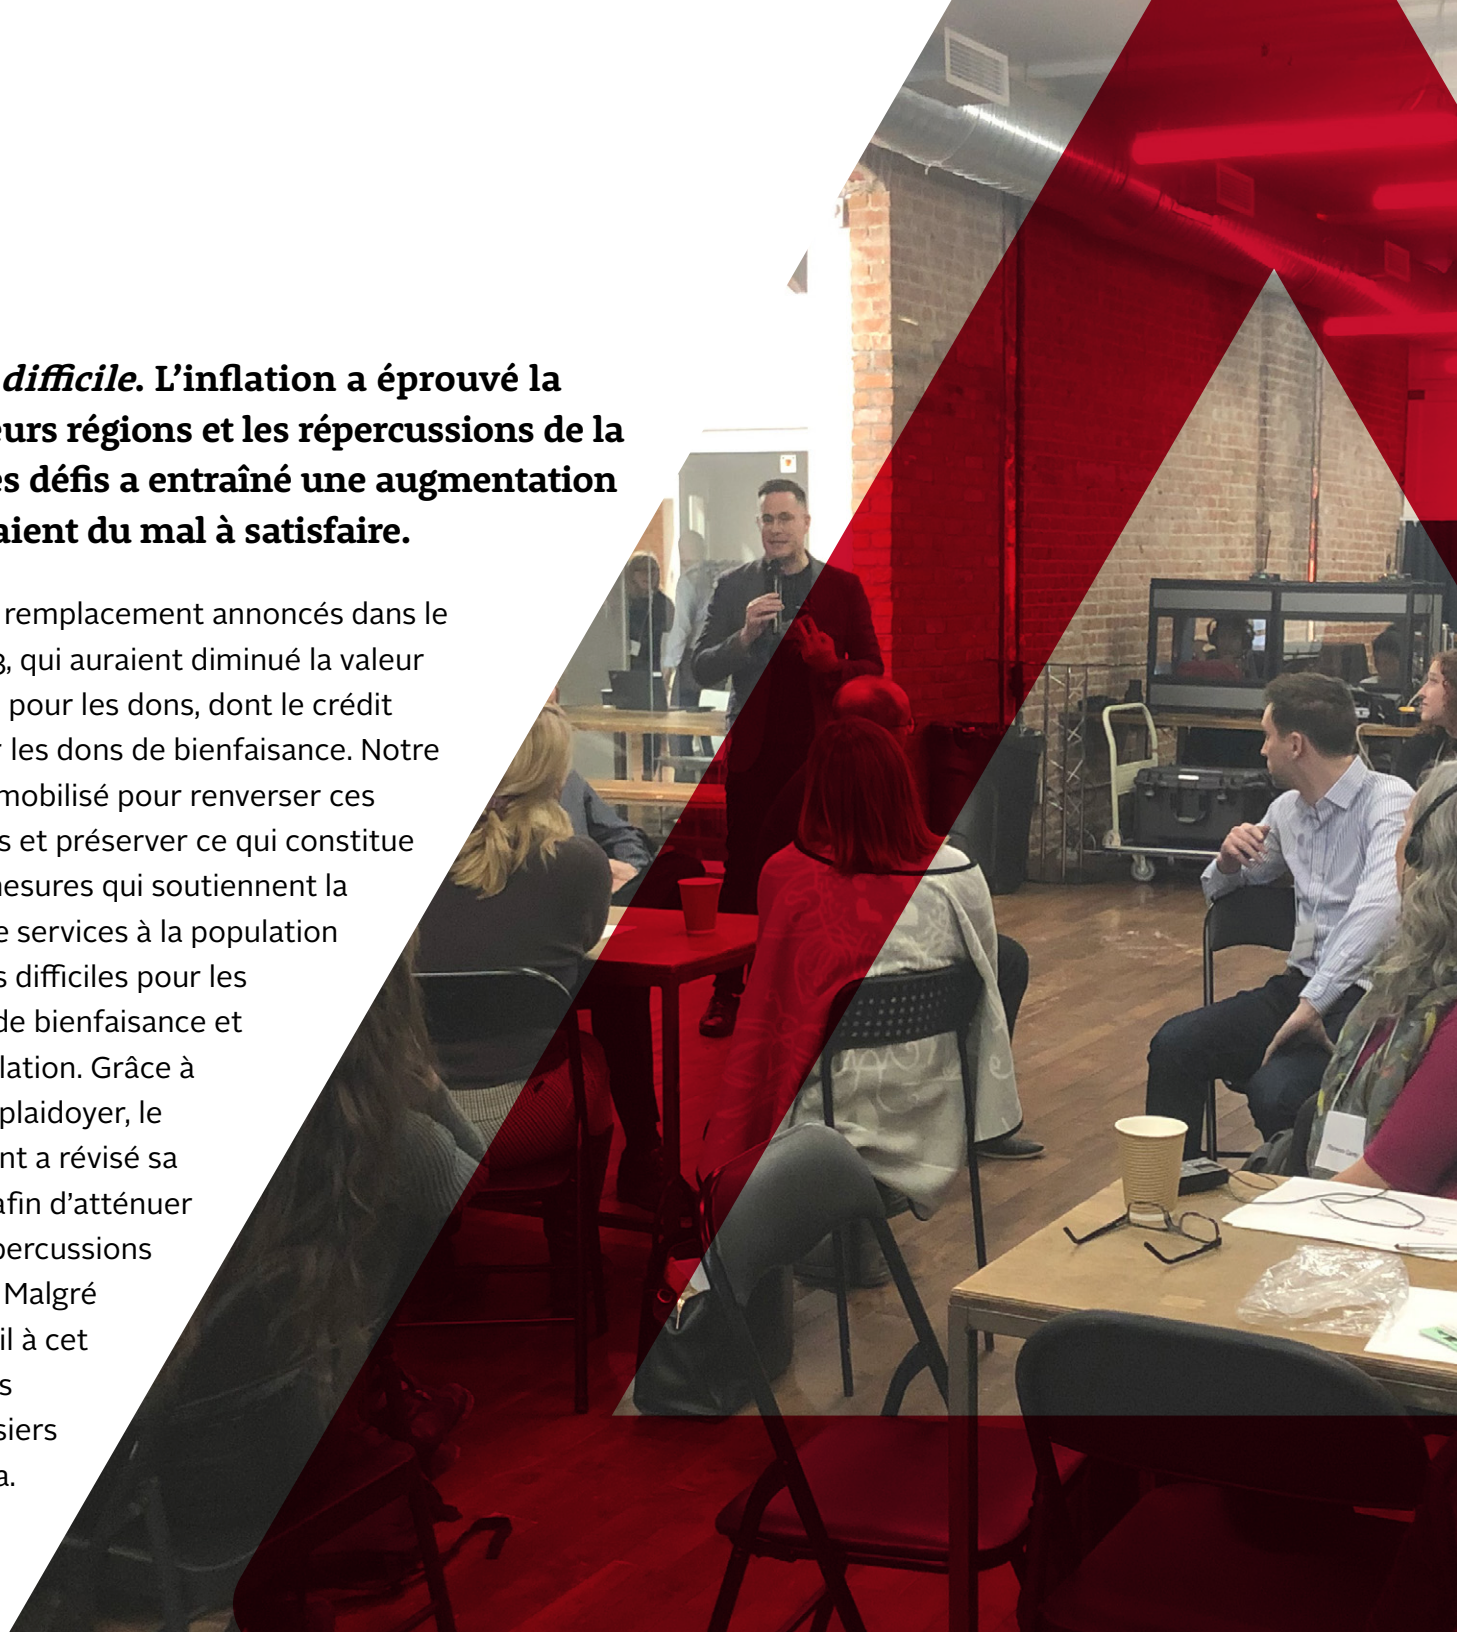 difficile. L’inflation a éprouvé la
eurs régions et les répercussions de la
es défis a entraîné une augmentation
aient du mal à satisfaire.
remplacement annoncés dans le
3, qui auraient diminué la valeur
pour les dons, dont le crédit
r les dons de bienfaisance. Notre
mobilisé pour renverser ces
s et préserver ce qui constitue
mesures qui soutiennent la
e services à la population
s difficiles pour les
de bienfaisance et
lation. Grâce à
plaidoyer, le
nt a révisé sa
afin d’atténuer
percussions
Malgré
il à cet
s
siers
a.